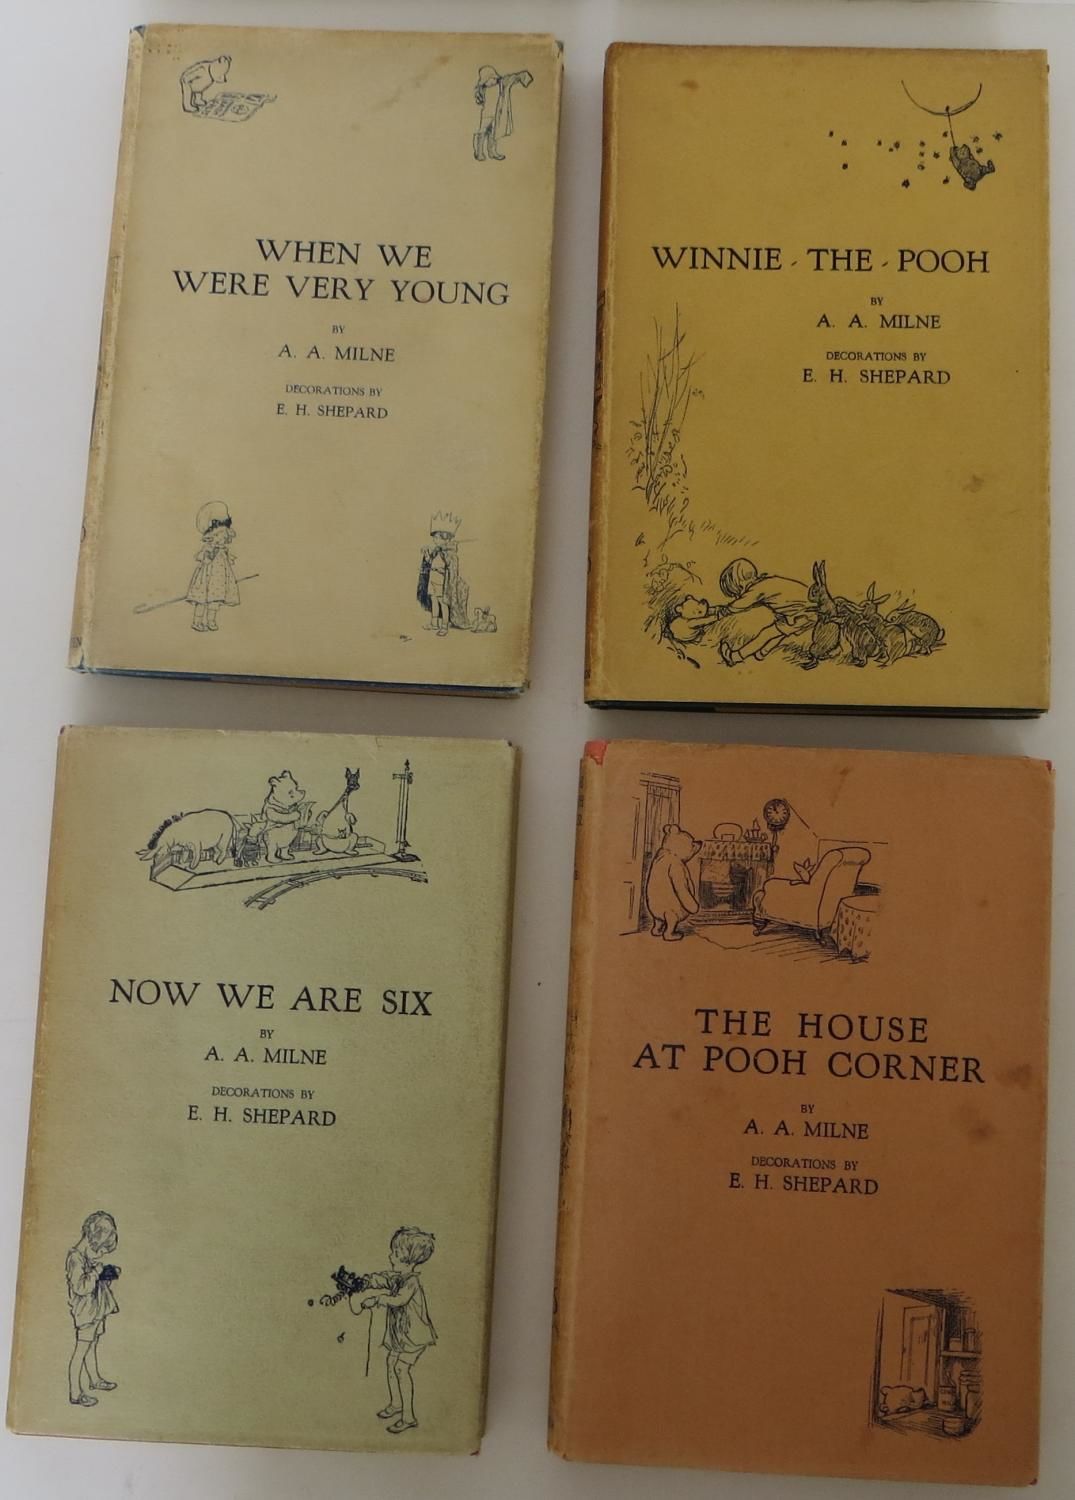 WHEN WE
WERE VERY YOUNG
BY
A. A. MILNE
DECORATIONS BY
E. H. SHEPARD
WINNIE-THE-POOH
BY
A. A. MILNE
DECORATIONS BY
E. H. SHEPARD
NOW WE ARE SIX
BY
A. A. MILNE
DECORATIONS BY
E. H. SHEPARD
THE HOUSE
AT POOH CORNER
BY
A. A. MILNE
DECORATIONS BY
E. H. SHEPARD